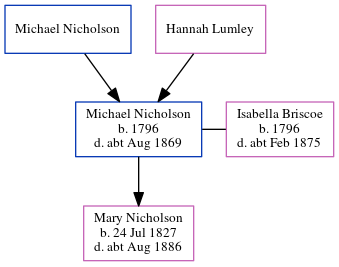 Michael Nicholson
Hannah Lumley
Michael Nicholson
b. 1796
d. abt Aug 1869
Isabella Briscoe
b. 1796
d. abt Feb 1875
Mary Nicholson
b. 24 Jul 1827
d. abt Aug 1886